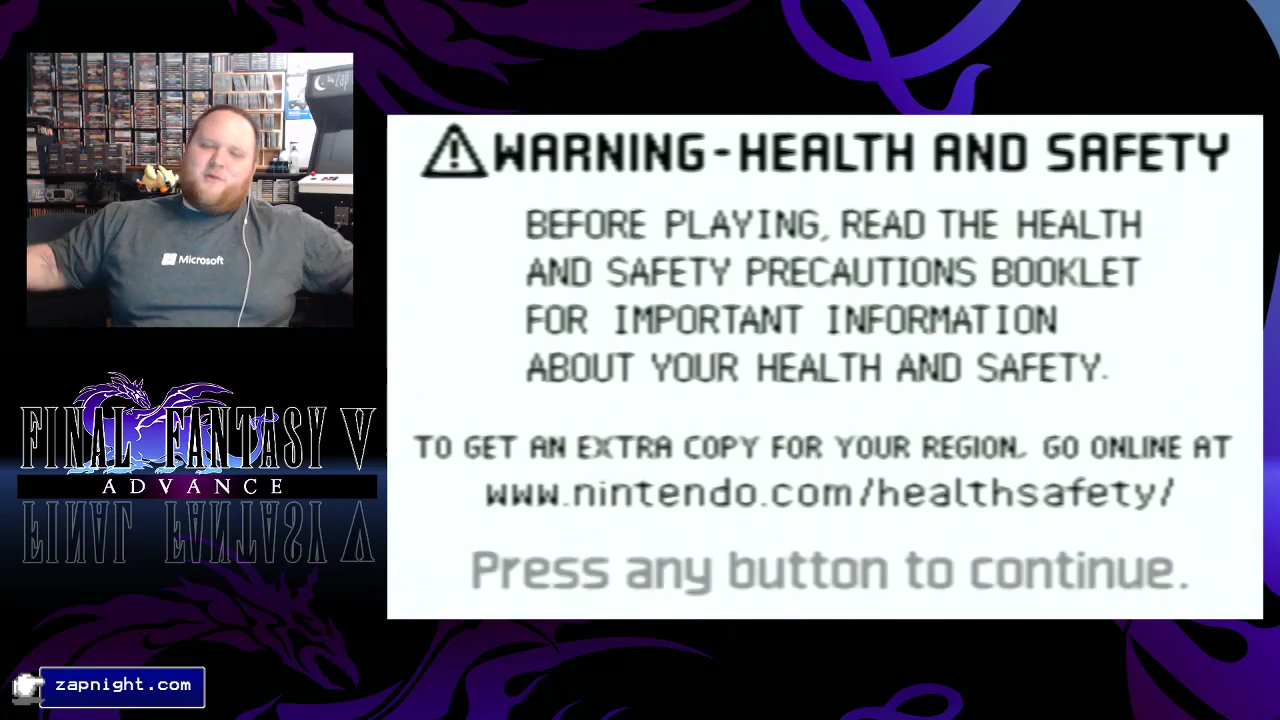 zap
Microsoft
FINAL FANTASY V
ADVANCE
zapnight.com
WARNING-HEALTH AND SAFETY
BEFORE PLAYING, READ THE HEALTH
AND SAFETY PRECAUTIONS BOOKLET
FOR IMPORTANT INFORMATION
ABOUT YOUR HEALTH AND SAFETY.
TO GET AN EXTRA COPY FOR YOUR REGION, GO ONLINE AT
www.nintendo.com/healthsafety/
Press any button to continue.